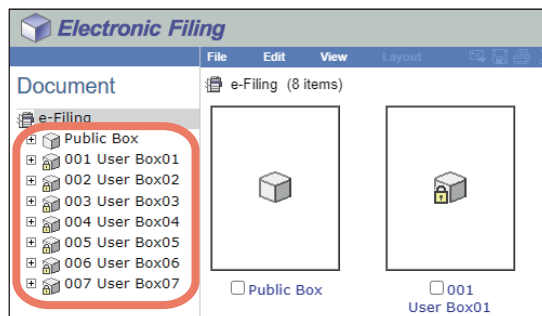 Electronic Filing
File Edit View Layout
Document
e-Filing (8 items)
e-Filing
Public Box
001 User Box01
002 User Box02
003 User Box03
004 User Box04
005 User Box05
006 User Box06
007 User Box07
Public Box
001
User Box01